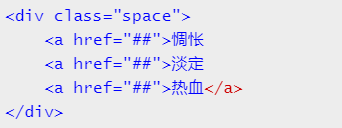 <div class="space">
    <a href="##">惆怅
    <a href="##">淡定
    <a href="##">热血</a>
</div>